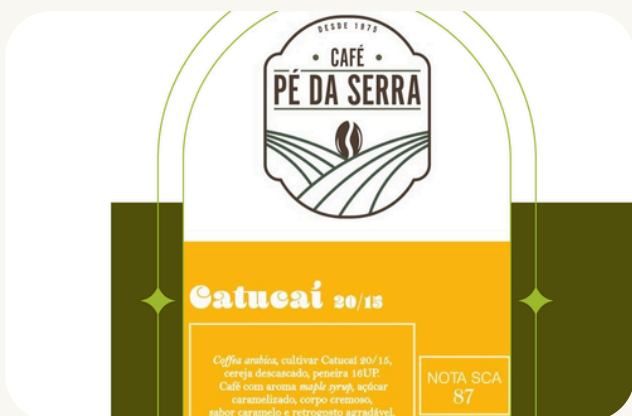 DESDE 1975
• CAFÉ •
PÉ DA SERRA
Catucaí 20/15
Coffea arabica, cultivar Catucaí 20/15,
cereja descascado, peneira 16UP.
Café com aroma maple syrup, açúcar
caramelizado, corpo cremoso,
sabor caramelo e retrogosto agradável.
NOTA SCA
87